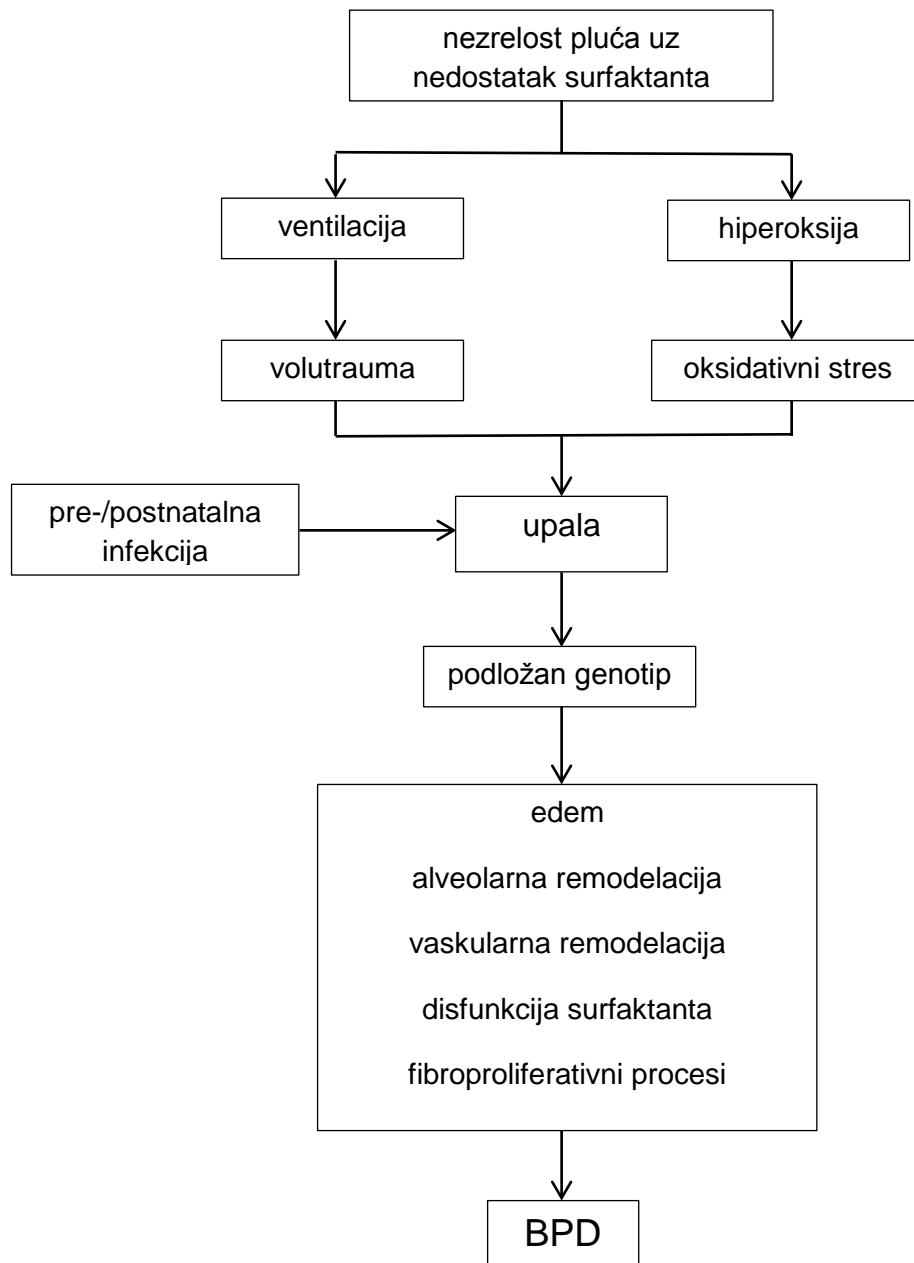 nezrelost pluća uz
nedostatak surfaktanta
ventilacija
hiperoksija
volutrauma
oksidativni stres
pre-/postnatalna
infekcija
upala
podložan genotip
edem
alveolarna remodelacija
vaskularna remodelacija
disfunkcija surfaktanta
fibroproliferativni procesi
BPD